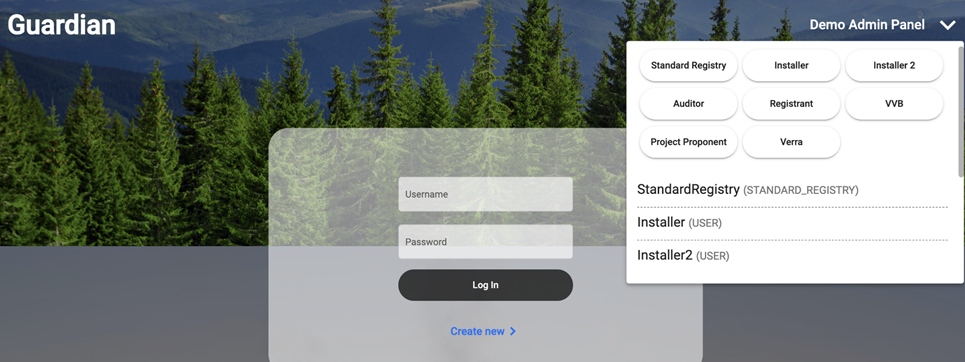 Guardian
Demo Admin Panel
Standard Registry
Installer
Installer 2
Auditor
Registrant
VVB
Project Proponent
Verra
StandardRegistry (STANDARD_REGISTRY)
Installer (USER)
Installer2 (USER)
Username
Password
Log In
Create new